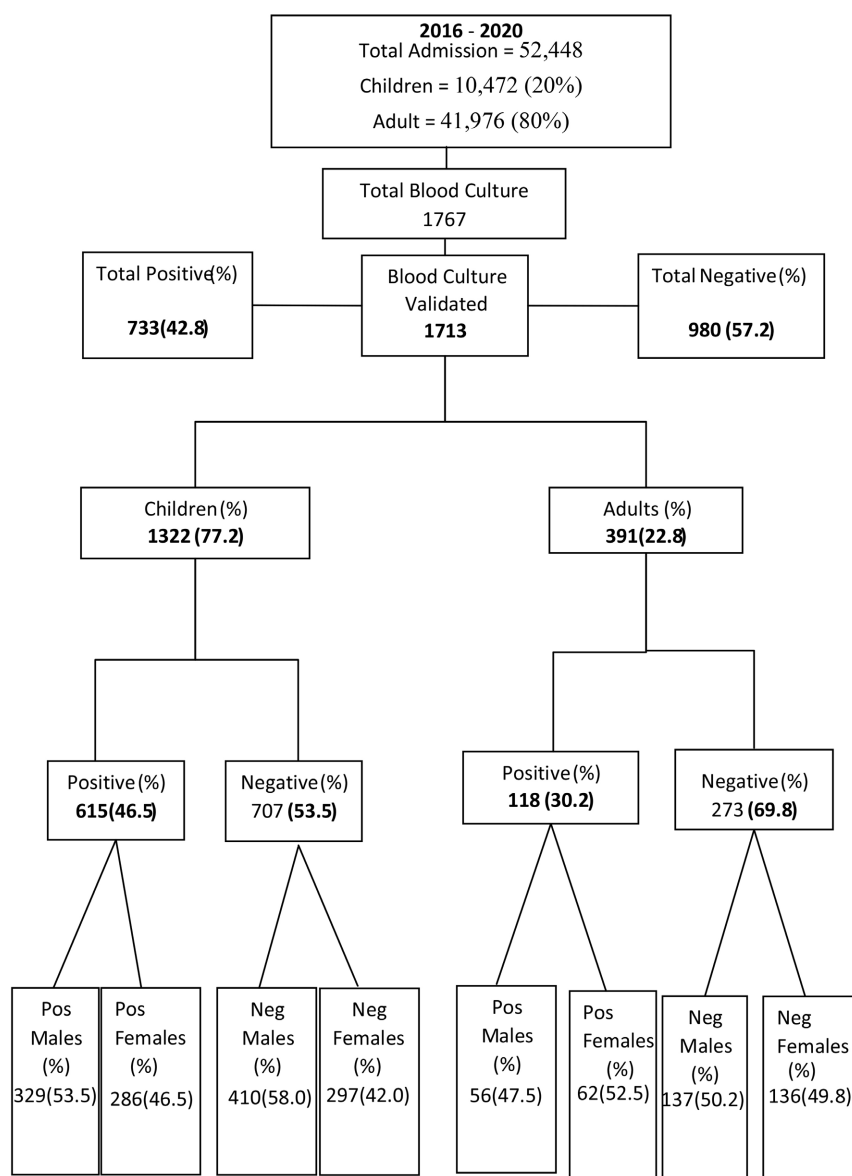 2016 - 2020
Total Admission = 52,448
Children = 10,472 (20%)
Adult = 41,976 (80%)
Total Blood Culture
1767
Total Positive(%)
733(42.8)
Blood Culture
Validated
1713
Total Negative (%)
980 (57.2)
Children (%)
1322 (77.2)
Adults (%)
391(22.8)
Positive (%)
615(46.5)
Negative (%)
707 (53.5)
Positive (%)
118 (30.2)
Negative (%)
273 (69.8)
Pos
Males
(%)
329(53.5)
Pos
Females
(%)
286(46.5)
Neg
Males
(%)
410(58.0)
Neg
Females
(%)
297(42.0)
Pos
Males
(%)
56(47.5)
Pos
Females
(%)
62(52.5)
Neg
Males
(%)
137(50.2)
Neg
Females
(%)
136(49.8)